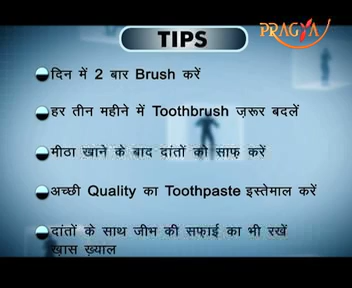 PRAGYA
TIPS
दिन में 2 बार Brush करें
हर तीन महीने में Toothbrush ज़रूर बदलें
मीठा खाने के बाद दांतों को साफ़ करें
अच्छी Quality का Toothpaste इस्तेमाल करें
दांतों के साथ जीभ की सफ़ाई का भी रखें
ख़ास ख़्याल